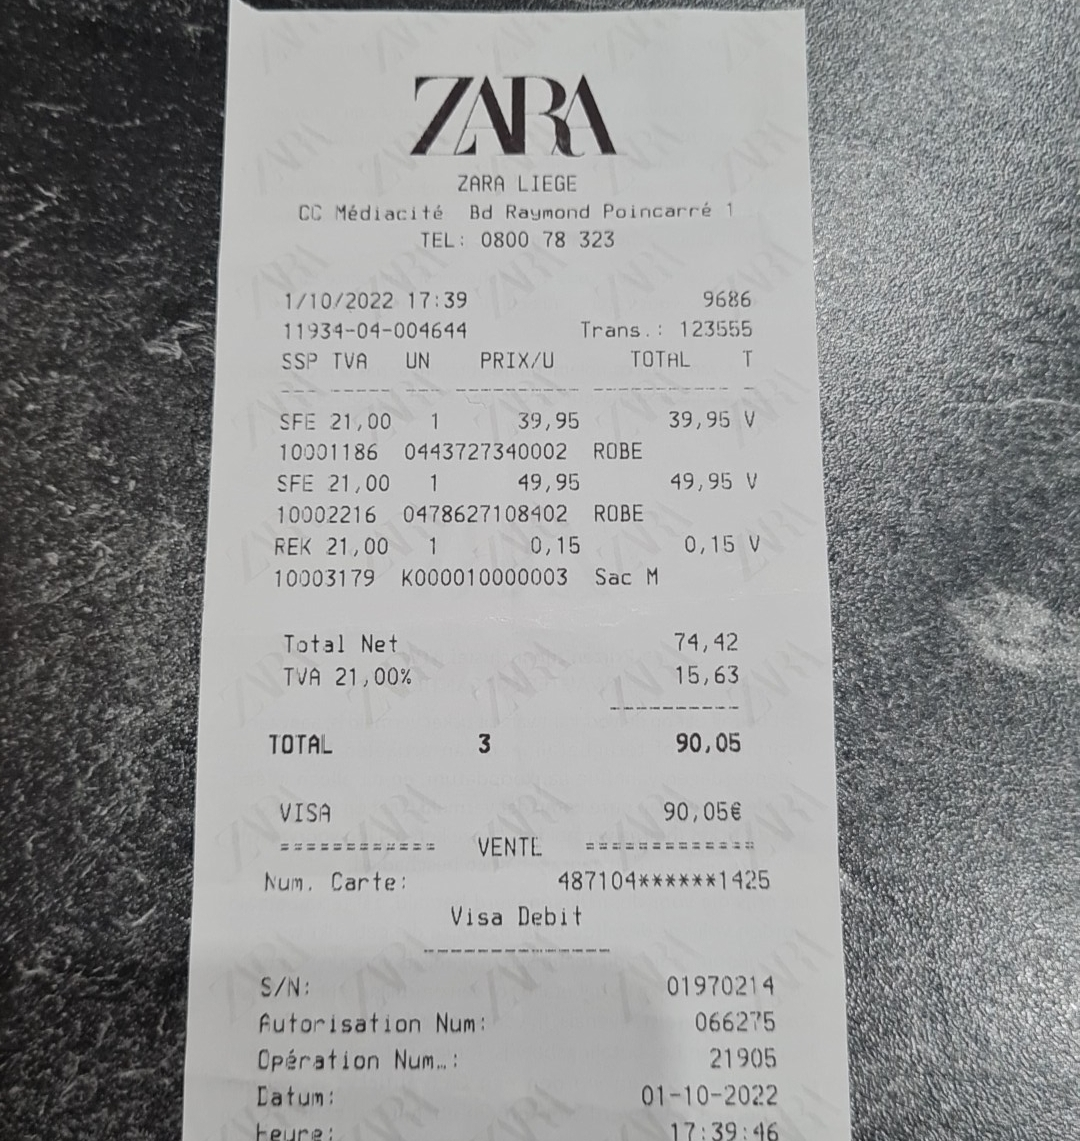 ZARA
ZARA LIEGE
CC Médiacité Bd Raymond Poincarré 1
TEL: 0800 78 323
1/10/2022 17:39 9686
11934-04-004644 Trans.: 123555
SSP TVA UN PRIX/U TOTAL T
SFE 21,00 1 39,95 39,95 V
10001186 0443727340002 ROBE
SFE 21,00 1 49,95 49,95 V
10002216 0478627108402 ROBE
REK 21,00 1 0,15 0,15 V
10003179 K000010000003 Sac M
Total Net 74,42
TVA 21,00% 15,63
TOTAL 3 90,05
VISA 90,05€
============ VENTE =============
Num. Carte: 487104******1425
Visa Debit
S/N: 01970214
Autorisation Num: 066275
Opération Num.: 21905
Datum: 01-10-2022
Heure: 17:39:46